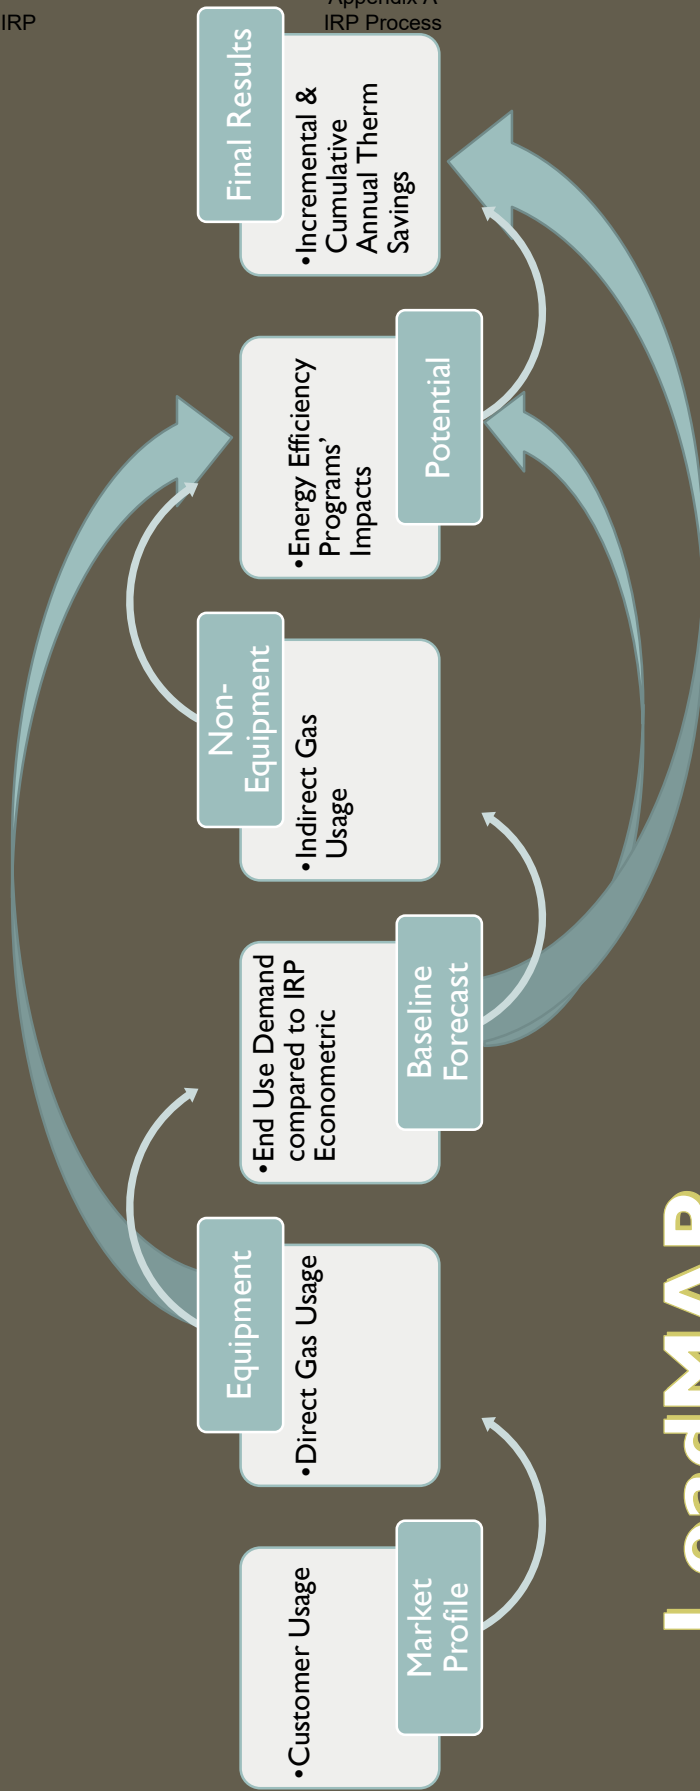 IRP
Appendix A
IRP Process
LoadMAP
•Customer Usage
Market
Profile
Equipment
•Direct Gas Usage
•End Use Demand
compared to IRP
Econometric
Baseline
Forecast
Non-
Equipment
•Indirect Gas
Usage
•Energy Efficiency
Programs’
Impacts
Potential
Final Results
•Incremental &
Cumulative
Annual Therm
Savings